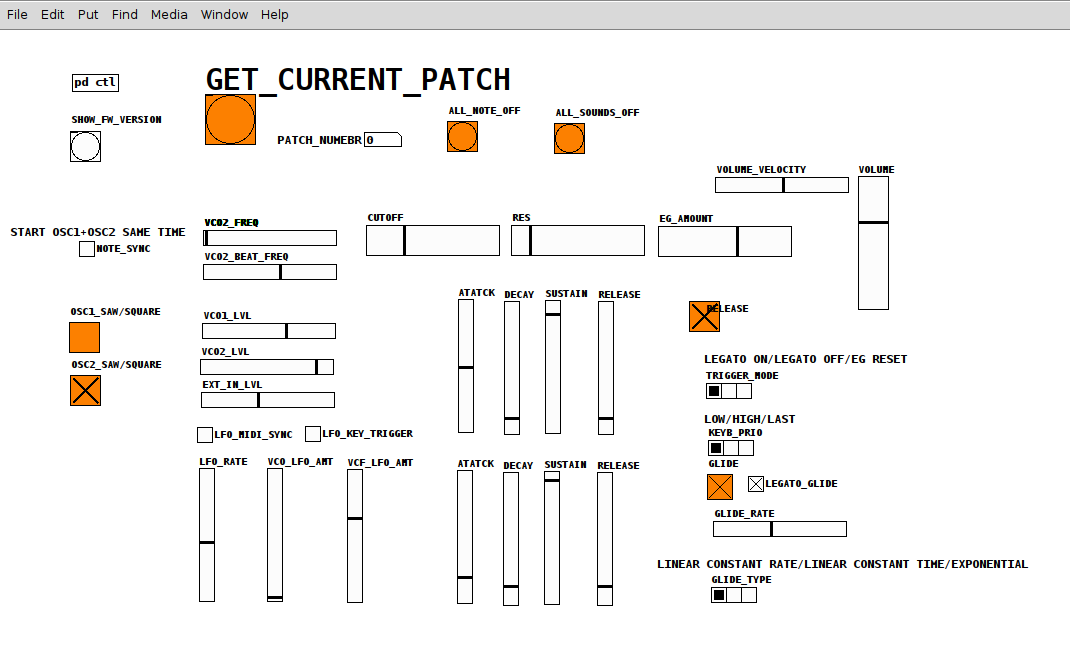 File Edit Put Find Media Window Help
pd ctl
GET_CURRENT_PATCH
SHOW_FW_VERSION
PATCH_NUMEBR 0
ALL_NOTE_OFF
ALL_SOUNDS_OFF
VOLUME_VELOCITY
VOLUME
START OSC1+OSC2 SAME TIME
NOTE_SYNC
VCO2_FREQ
VCO2_BEAT_FREQ
CUTOFF
RES
EG_AMOUNT
OSC1_SAW/SQUARE
OSC2_SAW/SQUARE
VCO1_LVL
VCO2_LVL
EXT_IN_LVL
ATATCK
DECAY
SUSTAIN
RELEASE
RELEASE
LEGATO ON/LEGATO OFF/EG RESET
TRIGGER_MODE
LOW/HIGH/LAST
KEYB_PRIO
LFO_MIDI_SYNC
LFO_KEY_TRIGGER
LFO_RATE
VCO_LFO_AMT
VCF_LFO_AMT
ATATCK
DECAY
SUSTAIN
RELEASE
GLIDE
LEGATO_GLIDE
GLIDE_RATE
LINEAR CONSTANT RATE/LINEAR CONSTANT TIME/EXPONENTIAL
GLIDE_TYPE